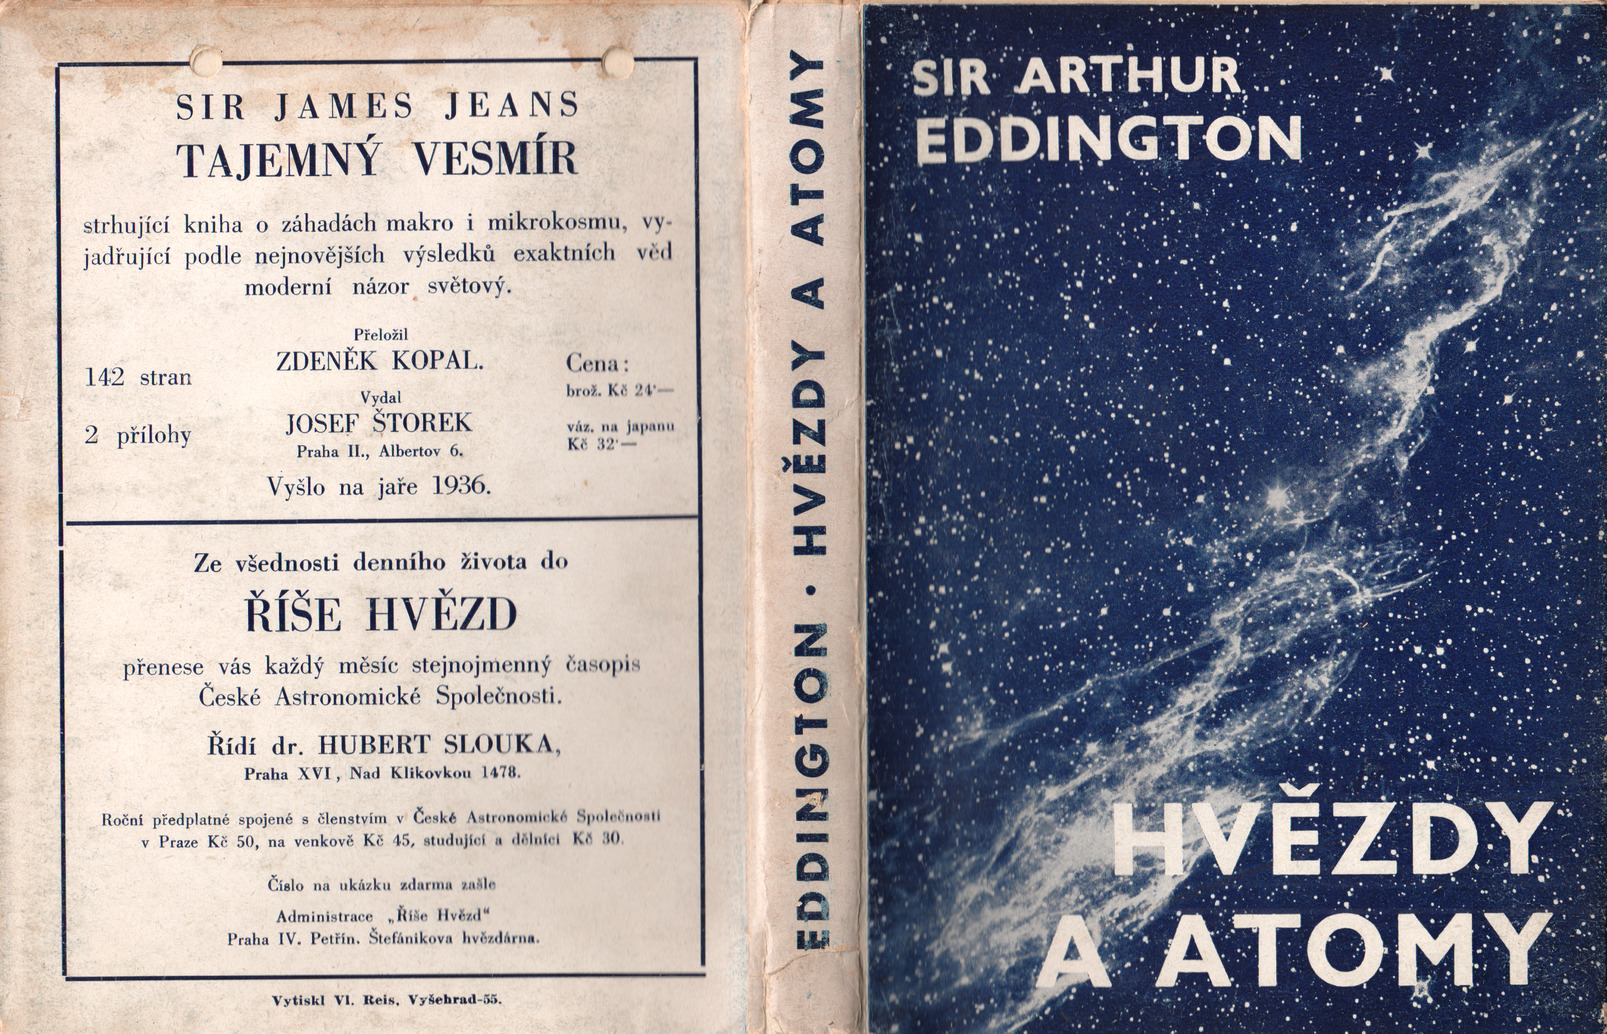 SIR JAMES JEANS
TAJEMNÝ VESMÍR
strhující kniha o záhadách makro i mikrokosmu, vy-
jadřující podle nejnovějších výsledků exaktních věd
moderní názor světový.
142 stran
2 přílohy
Přeložil
ZDENĚK KOPAL.
Vydal
JOSEF ŠTOREK
Praha II., Albertov 6.
Cena:
brož. Kč 24·—
váz. na japanu
Kč 32·—
Vyšlo na jaře 1936.
Ze všednosti denního života do
ŘÍŠE HVĚZD
přenese vás každý měsíc stejnojmenný časopis
České Astronomické Společnosti.
Řídí dr. HUBERT SLOUKA,
Praha XVI, Nad Klikovkou 1478.
Roční předplatné spojené s členstvím v České Astronomické Společnosti
v Praze Kč 50, na venkově Kč 45, studující a dělníci Kč 30.
Číslo na ukázku zdarma zašle
Administrace „Říše Hvězd"
Praha IV. Petřín. Štefánikova hvězdárna.
Vytiskl Vl. Reis, Vyšehrad-55.
EDDINGTON · HVĚZDY A ATOMY
SIR ARTHUR
EDDINGTON
HVĚZDY
A ATOMY